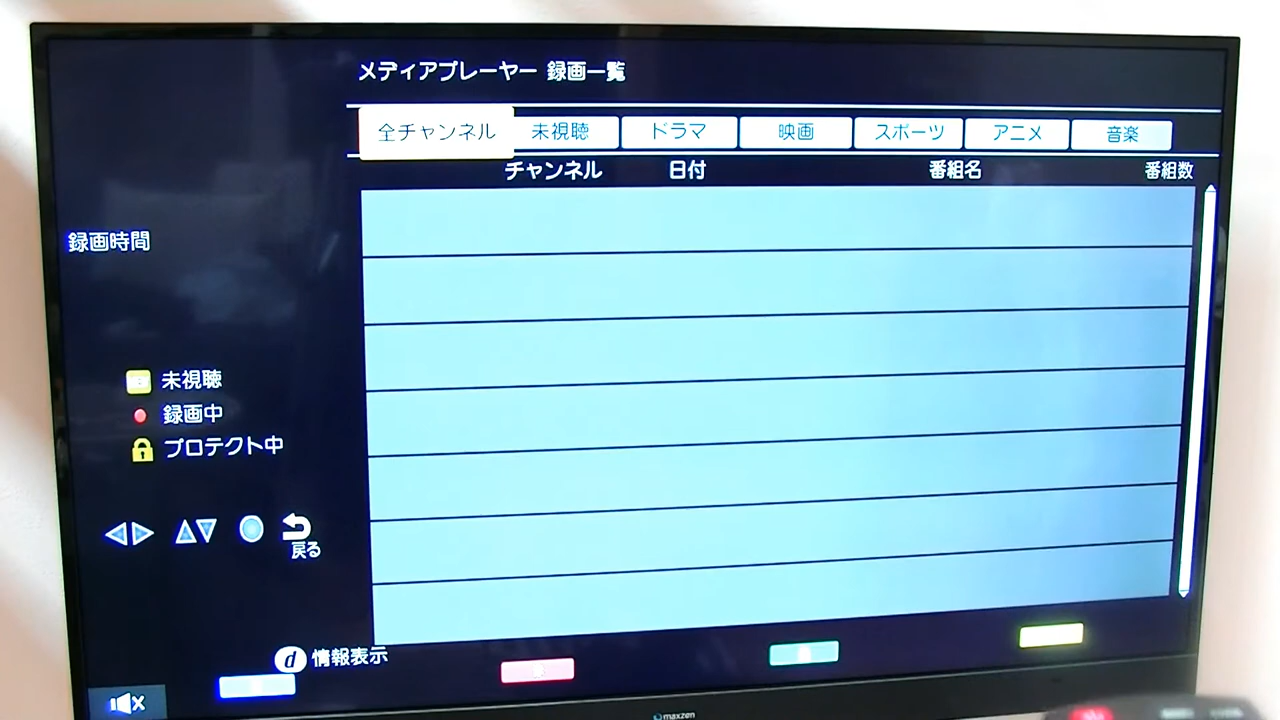 メディアプレーヤー 録画一覧
全チャンネル 未視聴 ドラマ 映画 スポーツ アニメ 音楽
チャンネル 日付 番組名 番組数
録画時間
未視聴
録画中
プロテクト中
戻る
d 情報表示
maxzen